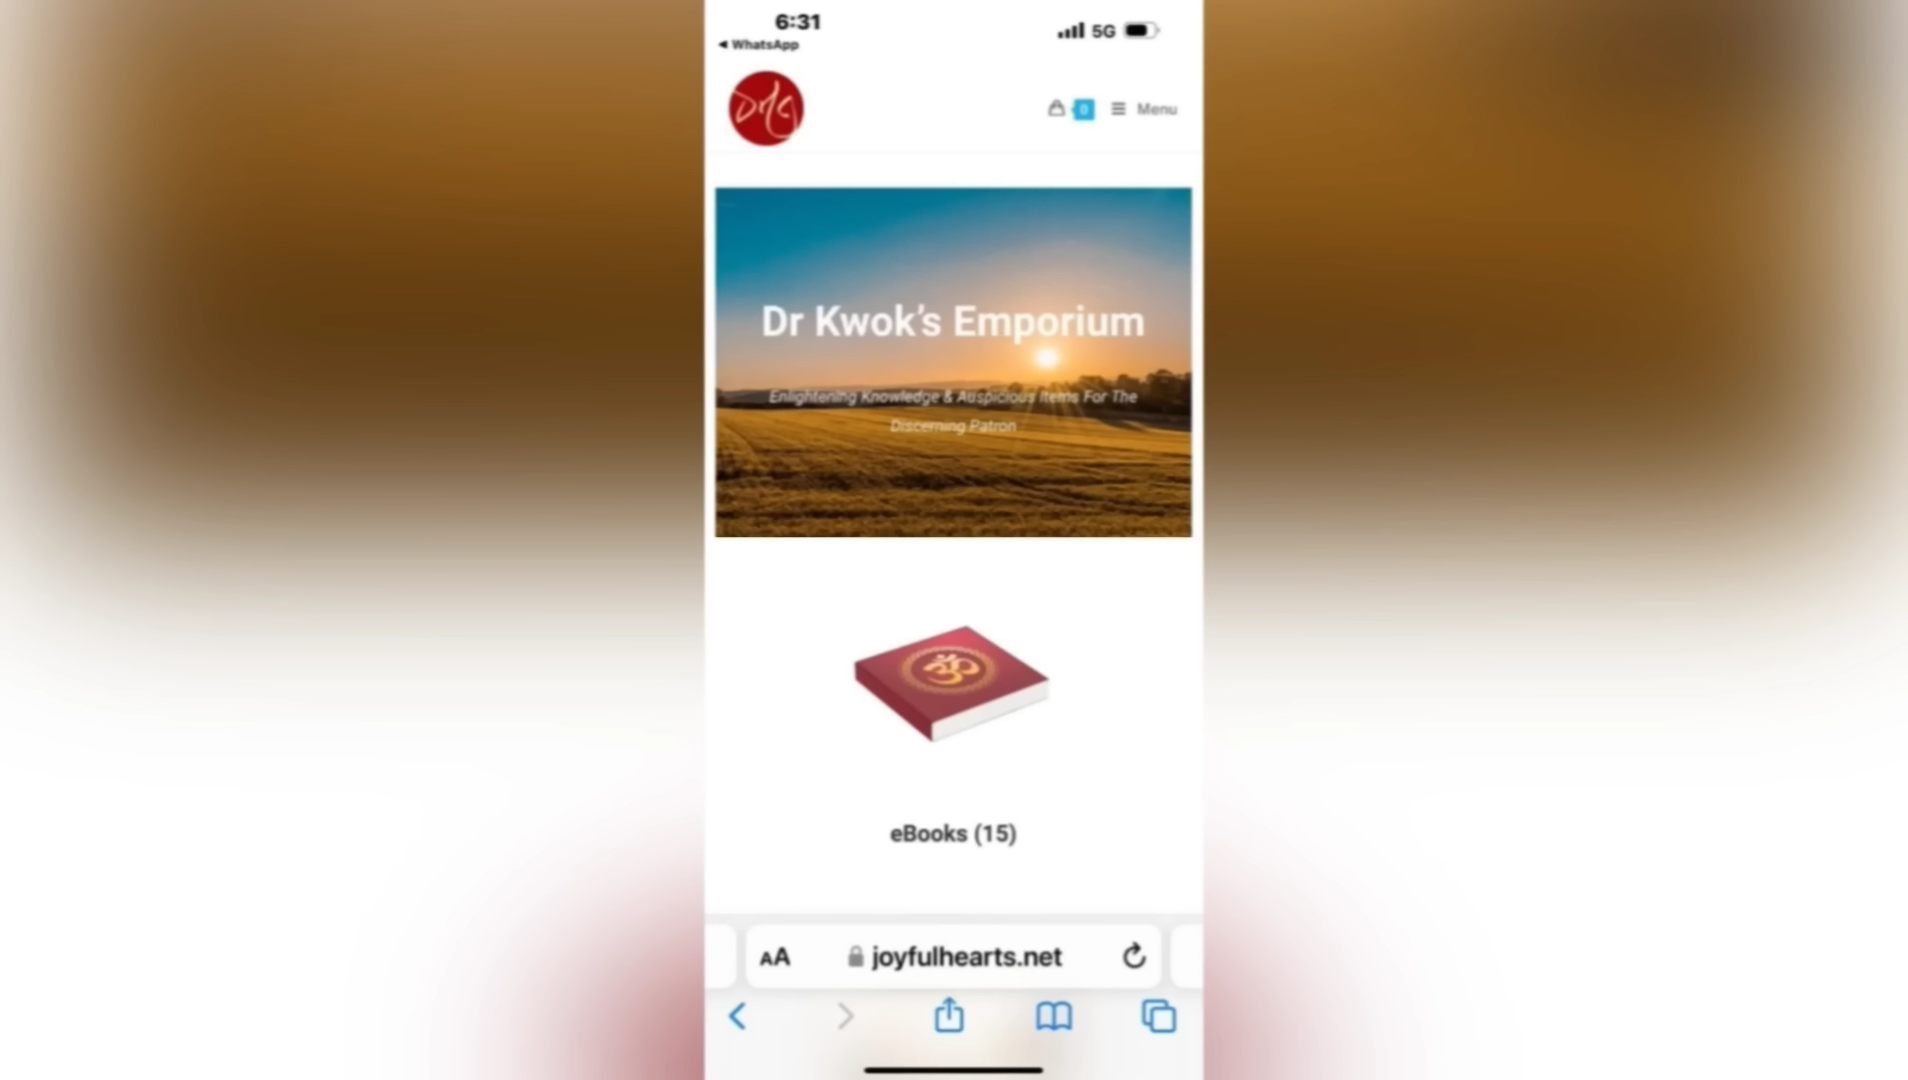 6:31
5G
◀ WhatsApp
0
Menu
Dr Kwok's Emporium
Enlightening Knowledge & Auspicious Items For The
Discerning Patron
ॐ
eBooks (15)
AA
joyfulhearts.net